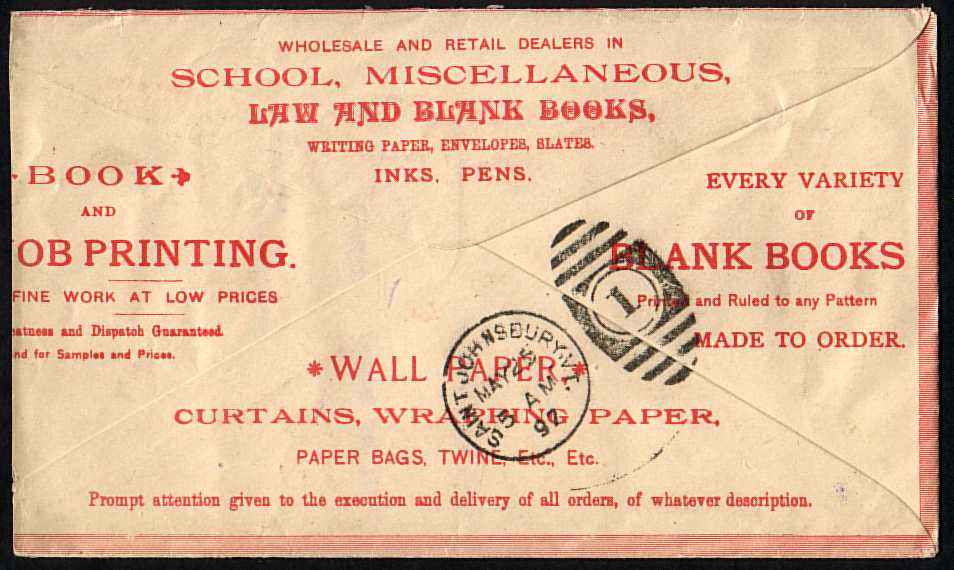 WHOLESALE AND RETAIL DEALERS IN
SCHOOL, MISCELLANEOUS,
LAW AND BLANK BOOKS,
WRITING PAPER, ENVELOPES, SLATES.
INKS, PENS.
BOOK
AND
OB PRINTING.
FINE WORK AT LOW PRICES
atness and Dispatch Guaranteed.
nd for Samples and Prices.
EVERY VARIETY
OF
BLANK BOOKS
Printed and Ruled to any Pattern
MADE TO ORDER.
1
SAINT JOHNSBURY, VT.
MAY 25
5 AM
92
*WALL PAPER,*
CURTAINS, WRAPPING PAPER,
PAPER BAGS, TWINE, Etc., Etc.
Prompt attention given to the execution and delivery of all orders, of whatever description.